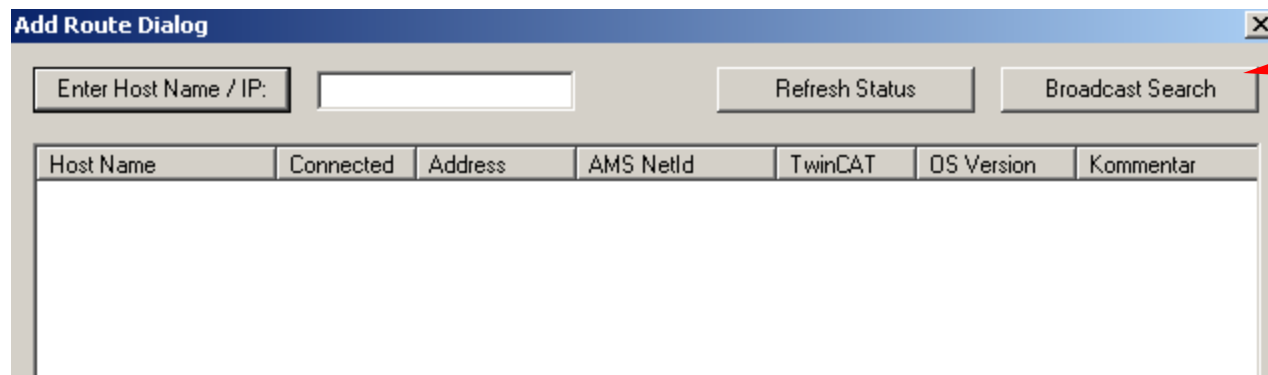 Add Route Dialog
Enter Host Name / IP: Refresh Status Broadcast Search
Host Name Connected Address AMS NetId TwinCAT OS Version Kommentar